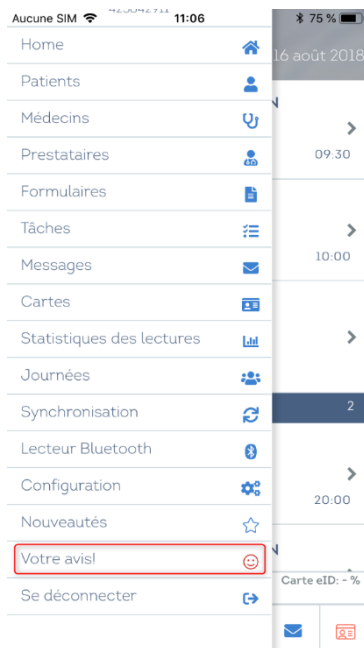 Aucune SIM 11:06 75 %
16 août 2018
Home
Patients
Médecins
Prestataires
09:30
Formulaires
Tâches
10:00
Messages
Cartes
Statistiques des lectures
Journées
Synchronisation
2
Lecteur Bluetooth
Configuration
20:00
Nouveautés
Votre avis!
Carte eID: - %
Se déconnecter